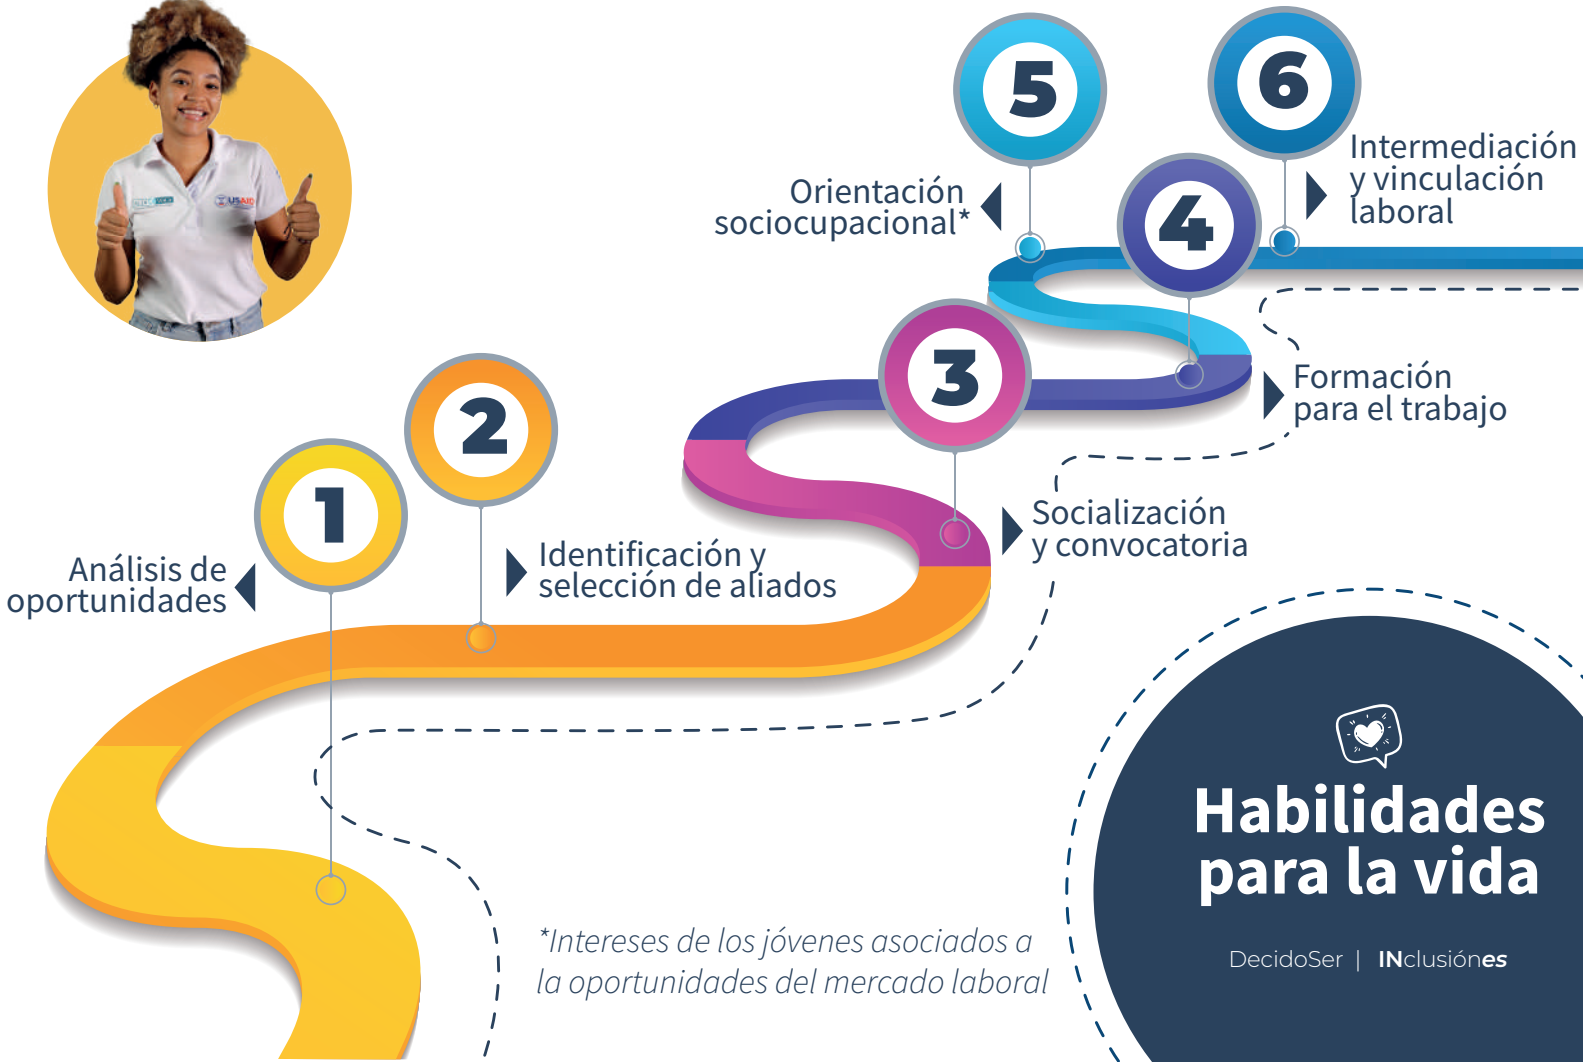 USAID
1
Análisis de
oportunidades
2
Identificación y
selección de aliados
3
Socialización
y convocatoria
4
Formación
para el trabajo
5
Orientación
sociocupacional*
6
Intermediación
y vinculación
laboral
*Intereses de los jóvenes asociados a
la oportunidades del mercado laboral
Habilidades
para la vida
DecidoSer | INclusiónes